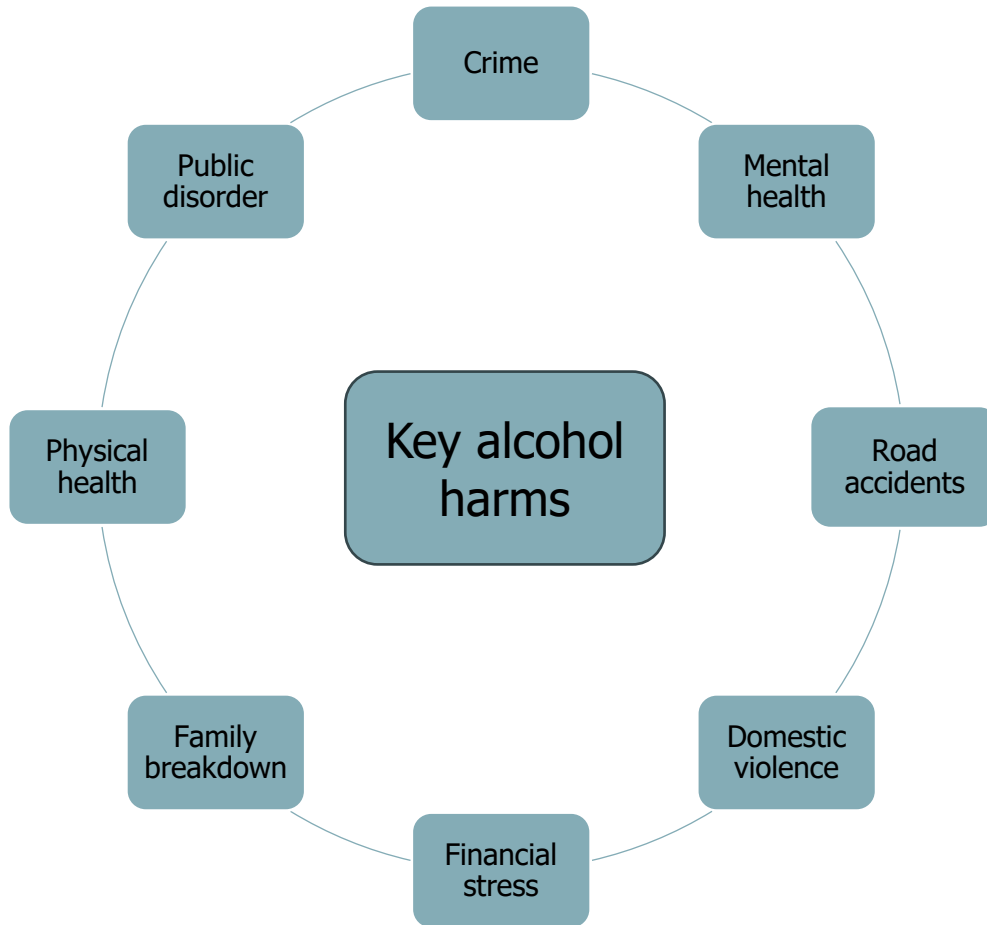 Crime
Public
disorder
Mental
health
Key alcohol
harms
Physical
health
Road
accidents
Family
breakdown
Domestic
violence
Financial
stress